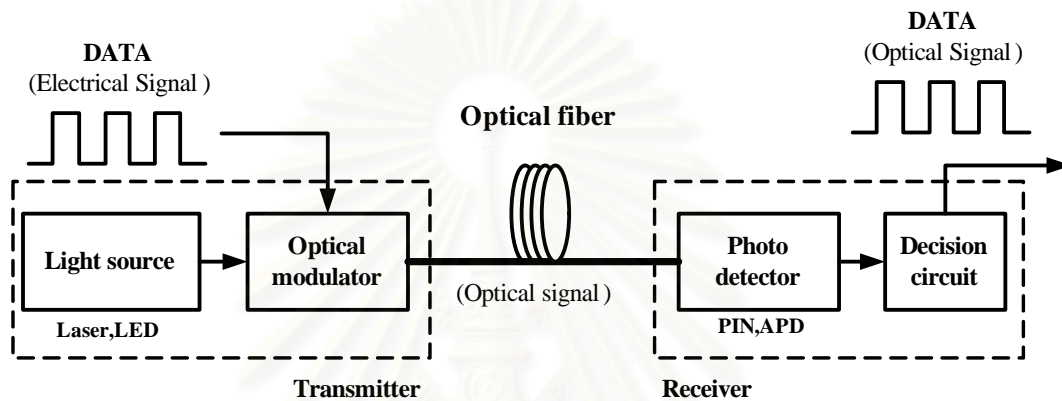 DATA
(Electrical Signal )
DATA
(Optical Signal )
Optical fiber
Light source
Optical
modulator
Photo
detector
Decision
circuit
(Optical signal )
Laser,LED
PIN,APD
Transmitter
Receiver